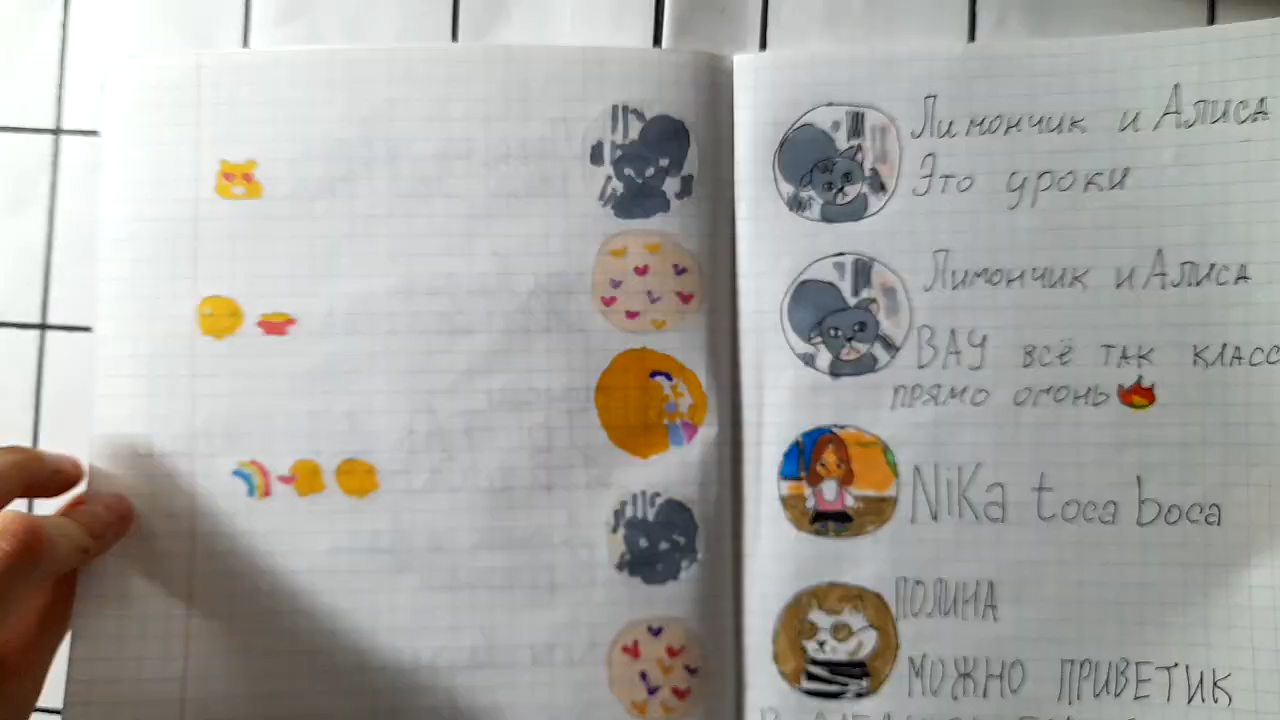 Лимончик и Алиса
Это уроки
Лимончик и Алиса
ВАУ всё так класс
прямо огонь
Nika toca boca
ПОЛИНА
МОЖНО ПРИВЕТИК